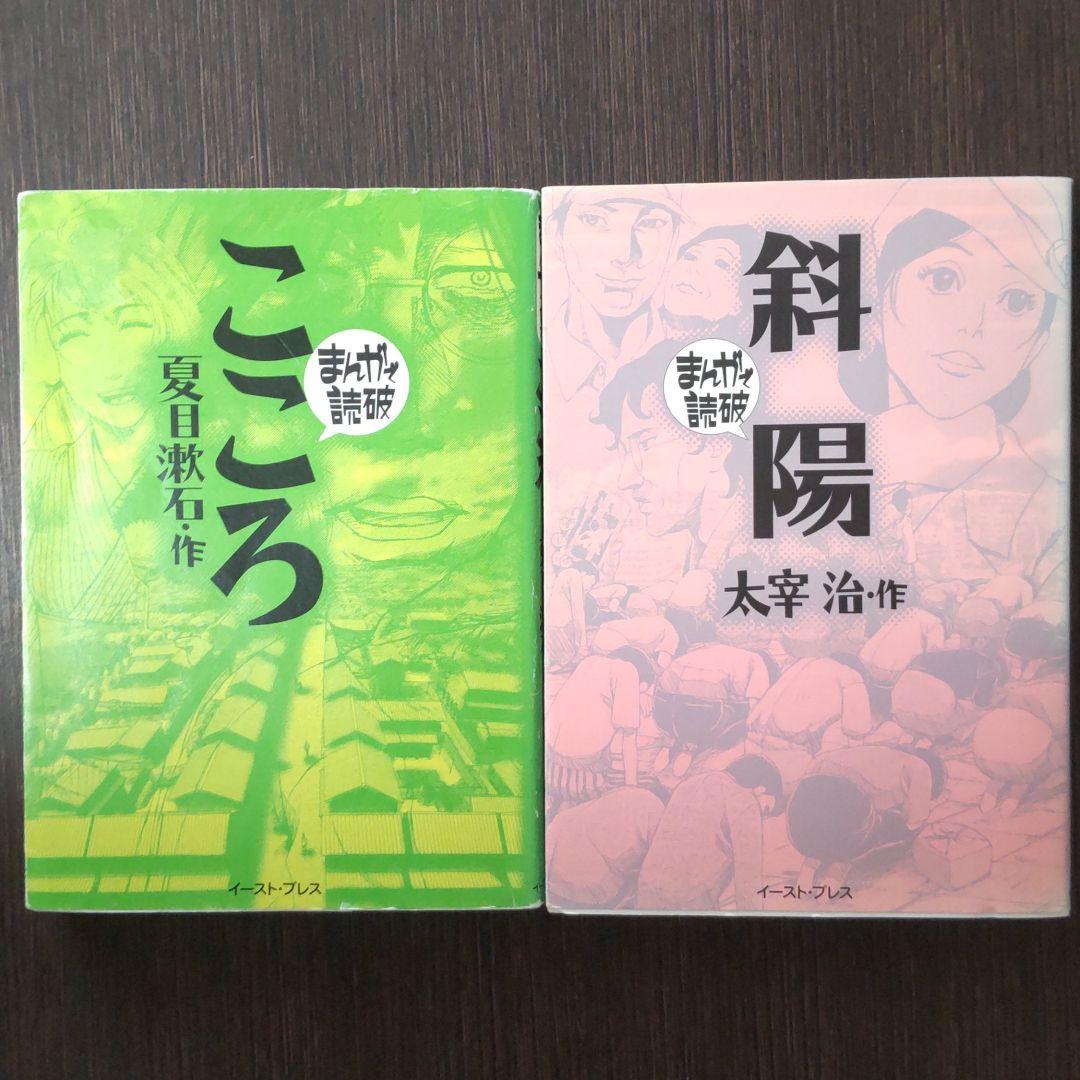 こころ
夏目漱石・作
まんがで
読破
イースト・プレス
斜陽
太宰 治・作
まんがで
読破
イースト・プレス